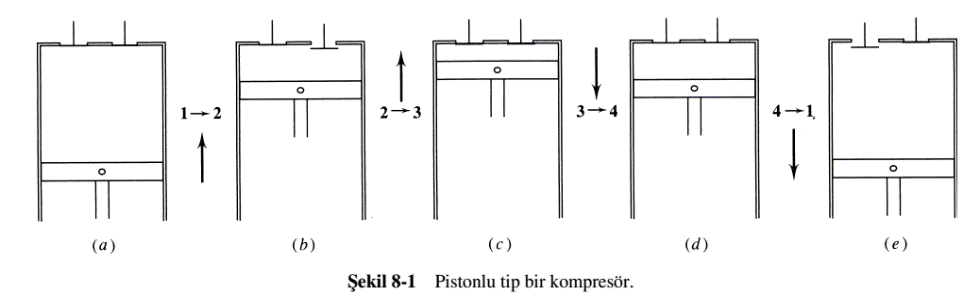 1→2
2→3
3→4
4→1
(a)
(b)
(c)
(d)
(e)
Şekil 8-1 Pistonlu tip bir kompresör.